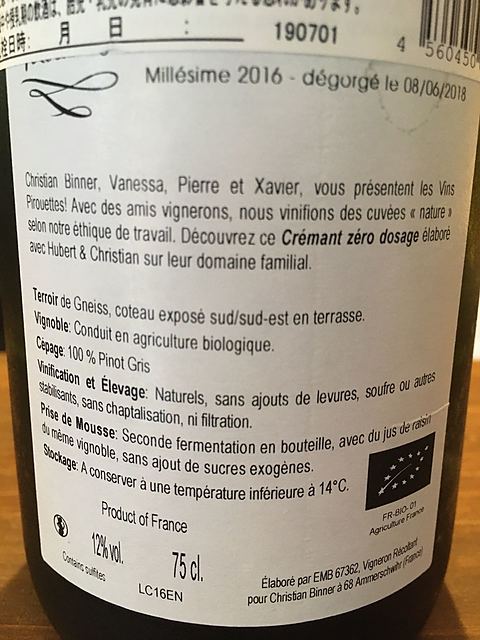 月 日 :
190701
4 560450
Millésime 2016 - dégorgé le 08/06/2018
Christian Binner, Vanessa, Pierre et Xavier, vous présentent les Vins
Pirouettes! Avec des amis vignerons, nous vinifions des cuvées « nature »
selon notre éthique de travail. Découvrez ce Crémant zéro dosage élaboré
avec Hubert & Christian sur leur domaine familial.
Terroir de Gneiss, coteau exposé sud/sud-est en terrasse.
Vignoble: Conduit en agriculture biologique.
Cépage: 100 % Pinot Gris
Vinification et Élevage: Naturels, sans ajouts de levures, soufre ou autres
stabilisants, sans chaptalisation, ni filtration.
Prise de Mousse: Seconde fermentation en bouteille, avec du jus de raisin
du même vignoble, sans ajout de sucres exogènes.
Stockage: A conserver à une température inférieure à 14°C.
FR-BIO-01
Agriculture France
Product of France
12% vol.
75 cl.
Contains sulfites
LC16EN
Élaboré par EMB 67362, Vigneron Récoltant
pour Christian Binner à 68 Ammerschwihr (France)